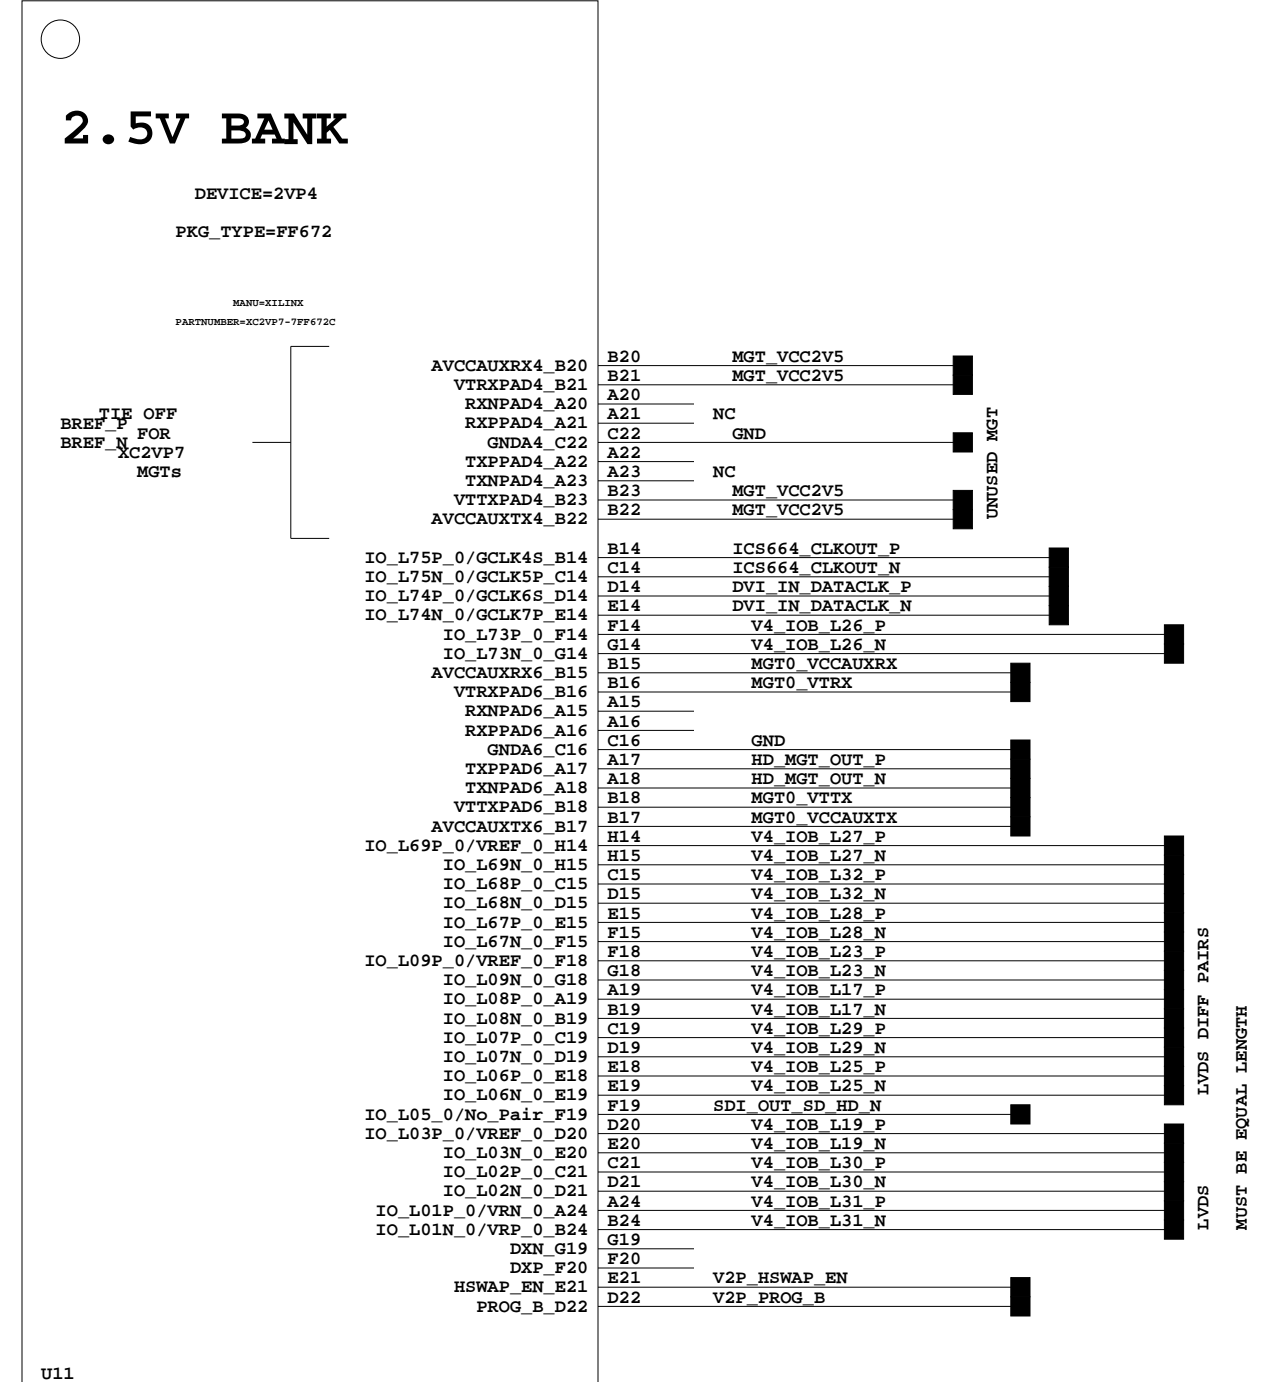 2.5V BANK
DEVICE=2VP4
PKG_TYPE=FF672
MANU=XILINX
PARTNUMBER=XC2VP7-7FF672C
TIE OFF
FOR
XC2VP7
MGTs
BREF_P
BREF_N
AVCCAUXRX4_B20 B20 MGT_VCC2V5
VTRXPAD4_B21 B21 MGT_VCC2V5
RXNPAD4_A20 A20
RXPPAD4_A21 A21 NC
GNDA4_C22 C22 GND
TXPPAD4_A22 A22
TXNPAD4_A23 A23 NC
VTTXPAD4_B23 B23 MGT_VCC2V5
AVCCAUXTX4_B22 B22 MGT_VCC2V5
UNUSED MGT
IO_L75P_0/GCLK4S_B14 B14 ICS664_CLKOUT_P
IO_L75N_0/GCLK5P_C14 C14 ICS664_CLKOUT_N
IO_L74P_0/GCLK6S_D14 D14 DVI_IN_DATACLK_P
IO_L74N_0/GCLK7P_E14 E14 DVI_IN_DATACLK_N
IO_L73P_0_F14 F14 V4_IOB_L26_P
IO_L73N_0_G14 G14 V4_IOB_L26_N
AVCCAUXRX6_B15 B15 MGT0_VCCAUXRX
VTRXPAD6_B16 B16 MGT0_VTRX
RXNPAD6_A15 A15
RXPPAD6_A16 A16
GNDA6_C16 C16 GND
TXPPAD6_A17 A17 HD_MGT_OUT_P
TXNPAD6_A18 A18 HD_MGT_OUT_N
VTTXPAD6_B18 B18 MGT0_VTTX
AVCCAUXTX6_B17 B17 MGT0_VCCAUXTX
IO_L69P_0/VREF_0_H14 H14 V4_IOB_L27_P
IO_L69N_0_H15 H15 V4_IOB_L27_N
IO_L68P_0_C15 C15 V4_IOB_L32_P
IO_L68N_0_D15 D15 V4_IOB_L32_N
IO_L67P_0_E15 E15 V4_IOB_L28_P
IO_L67N_0_F15 F15 V4_IOB_L28_N
IO_L09P_0/VREF_0_F18 F18 V4_IOB_L23_P
IO_L09N_0_G18 G18 V4_IOB_L23_N
IO_L08P_0_A19 A19 V4_IOB_L17_P
IO_L08N_0_B19 B19 V4_IOB_L17_N
IO_L07P_0_C19 C19 V4_IOB_L29_P
IO_L07N_0_D19 D19 V4_IOB_L29_N
IO_L06P_0_E18 E18 V4_IOB_L25_P
IO_L06N_0_E19 E19 V4_IOB_L25_N
LVDS DIFF PAIRS
IO_L05_0/No_Pair_F19 F19 SDI_OUT_SD_HD_N
IO_L03P_0/VREF_0_D20 D20 V4_IOB_L19_P
IO_L03N_0_E20 E20 V4_IOB_L19_N
IO_L02P_0_C21 C21 V4_IOB_L30_P
IO_L02N_0_D21 D21 V4_IOB_L30_N
IO_L01P_0/VRN_0_A24 A24 V4_IOB_L31_P
IO_L01N_0/VRP_0_B24 B24 V4_IOB_L31_N
LVDS
MUST BE EQUAL LENGTH
DXN_G19 G19
DXP_F20 F20
HSWAP_EN_E21 E21 V2P_HSWAP_EN
PROG_B_D22 D22 V2P_PROG_B
U11